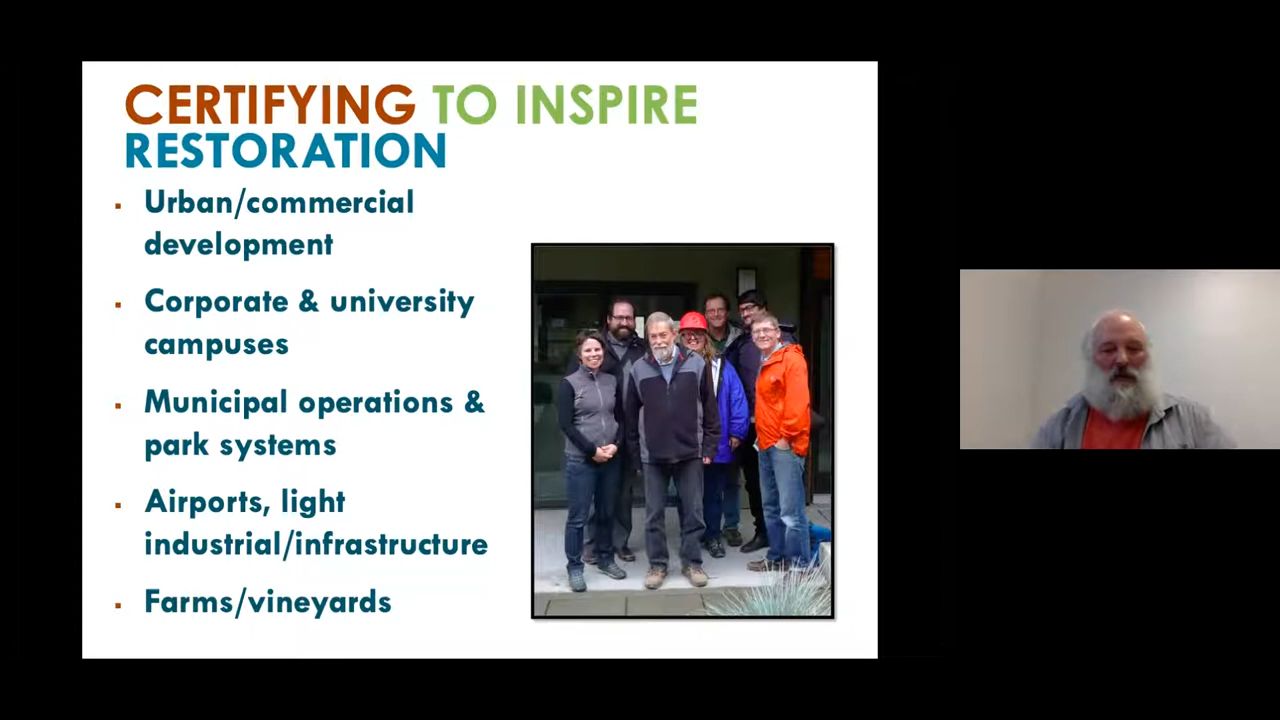 CERTIFYING TO INSPIRE
RESTORATION
▪ Urban/commercial
development
▪ Corporate & university
campuses
▪ Municipal operations &
park systems
▪ Airports, light
industrial/infrastructure
▪ Farms/vineyards